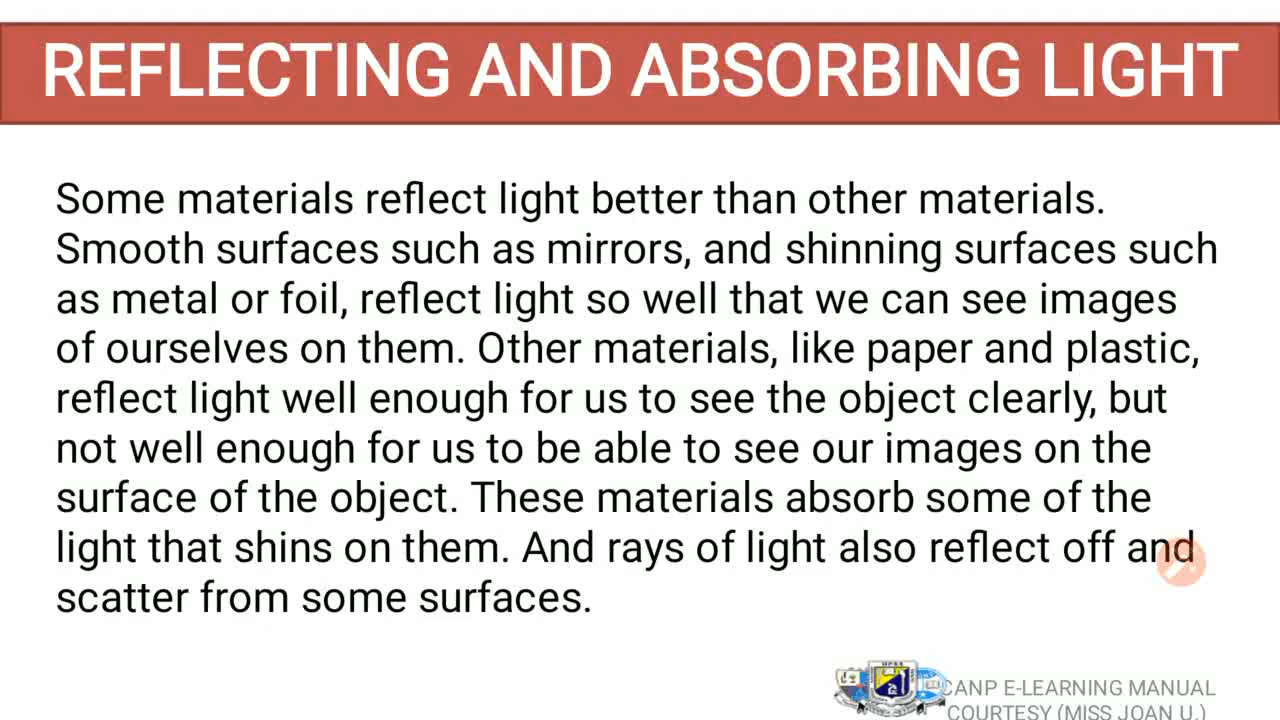 REFLECTING AND ABSORBING LIGHT
Some materials reflect light better than other materials.
Smooth surfaces such as mirrors, and shinning surfaces such
as metal or foil, reflect light so well that we can see images
of ourselves on them. Other materials, like paper and plastic,
reflect light well enough for us to see the object clearly, but
not well enough for us to be able to see our images on the
surface of the object. These materials absorb some of the
light that shins on them. And rays of light also reflect off and
scatter from some surfaces.
CANP E-LEARNING MANUAL
COURTESY (MISS JOAN U.)